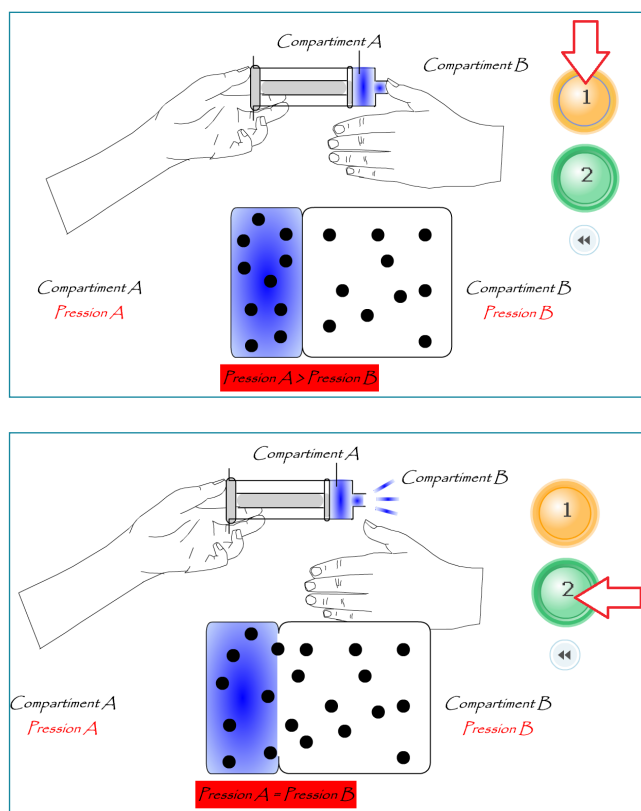 Compartiment A
Compartiment B
1
2
Compartiment A
Pression A
Compartiment B
Pression B
Pression A > Pression B
Compartiment A
Compartiment B
1
2
Compartiment A
Pression A
Compartiment B
Pression B
Pression A = Pression B